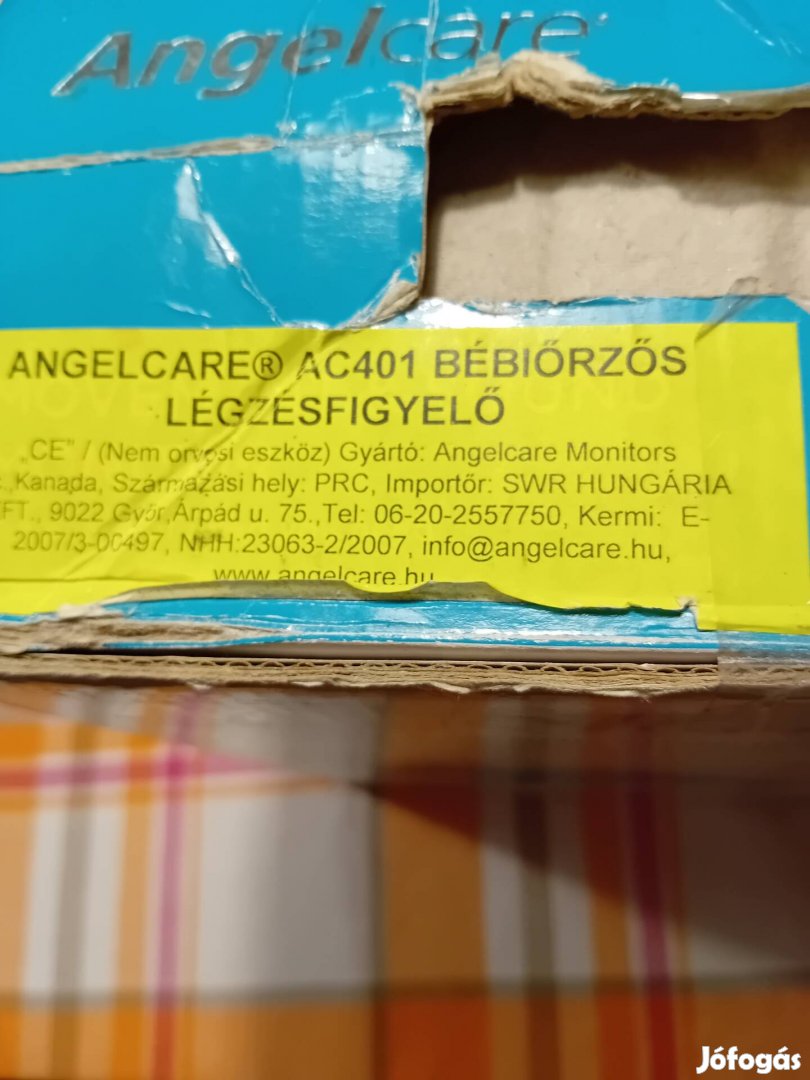 Angelcare
ANGELCARE® AC401 BÉBIŐRZŐS
LÉGZÉSFIGYELŐ
„CE” / (Nem orvosi eszköz) Gyártó: Angelcare Monitors
Kanada, Származási hely: PRC, Importőr: SWR HUNGÁRIA
FT., 9022 Győr,Árpád u. 75.,Tel: 06-20-2557750, Kermi: E-
2007/3-00497, NHH:23063-2/2007, info@angelcare.hu,
www.angelcare.hu
Jófogás